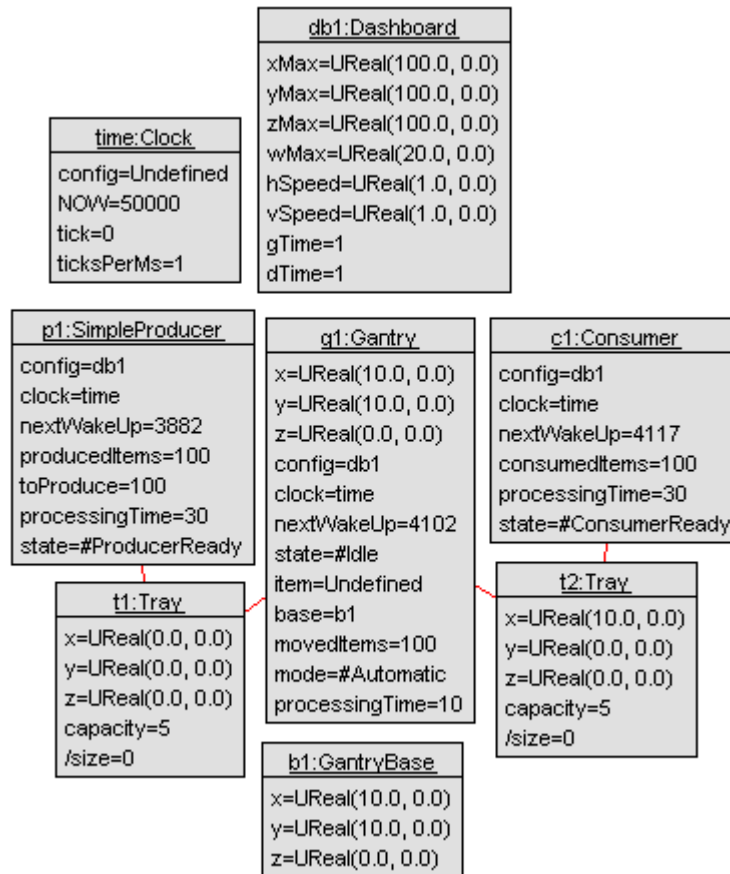 db1:Dashboard
xMax=UReal(100.0, 0.0)
yMax=UReal(100.0, 0.0)
zMax=UReal(100.0, 0.0)
wMax=UReal(20.0, 0.0)
hSpeed=UReal(1.0, 0.0)
vSpeed=UReal(1.0, 0.0)
gTime=1
dTime=1
time:Clock
config=Undefined
NOW=50000
tick=0
ticksPerMs=1
p1:SimpleProducer
config=db1
clock=time
nextWakeUp=3882
producedItems=100
toProduce=100
processingTime=30
state=#ProducerReady
g1:Gantry
x=UReal(10.0, 0.0)
y=UReal(10.0, 0.0)
z=UReal(0.0, 0.0)
config=db1
clock=time
nextWakeUp=4102
state=#Idle
item=Undefined
base=b1
movedItems=100
mode=#Automatic
processingTime=10
c1:Consumer
config=db1
clock=time
nextWakeUp=4117
consumedItems=100
processingTime=30
state=#ConsumerReady
t1:Tray
x=UReal(0.0, 0.0)
y=UReal(0.0, 0.0)
z=UReal(0.0, 0.0)
capacity=5
/size=0
t2:Tray
x=UReal(10.0, 0.0)
y=UReal(0.0, 0.0)
z=UReal(0.0, 0.0)
capacity=5
/size=0
b1:GantryBase
x=UReal(10.0, 0.0)
y=UReal(10.0, 0.0)
z=UReal(0.0, 0.0)